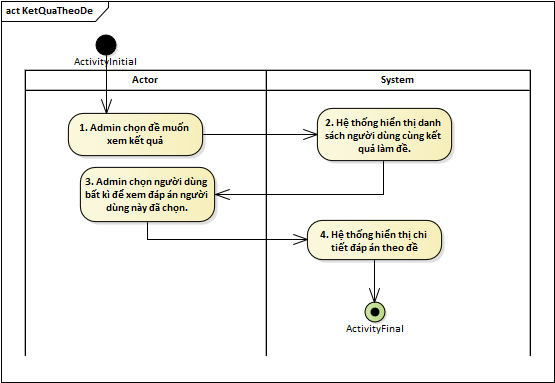 act KetQuaTheoDe
ActivityInitial
Actor
System
1. Admin chọn đề muốn
xem kết quả
2. Hệ thống hiển thị danh
sách người dùng cùng kết
quả làm đề.
3. Admin chọn người dùng
bất kì để xem đáp án người
dùng này đã chọn.
4. Hệ thống hiển thị chi
tiết đáp án theo đề
ActivityFinal